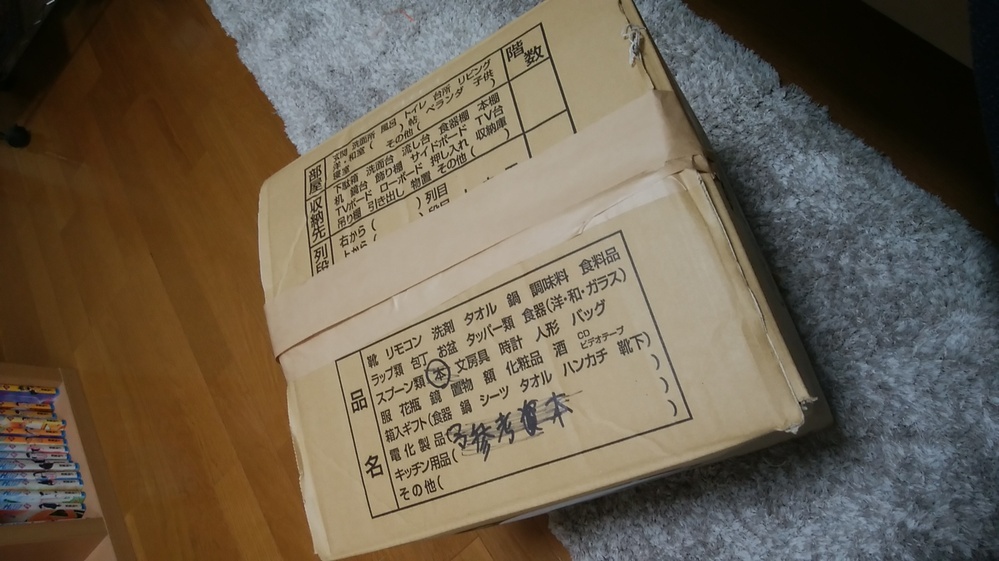 階数
部屋
玄関 洗面所 風呂 トイレ 台所 リビング
洋・和室( )帖 ベランダ 子供
寝室 その他( )
収納先
下駄箱 洗面台 流し台 食器棚 本棚
机 鏡台 飾り棚 サイドボード TV台
TVボード ローボード 押し入れ 収納庫
吊り棚 引き出し 物置 その他( )
列段
右から( )列目
品名
靴 リモコン 洗剤 タオル 鍋 調味料 食料品
ラップ類 包丁 お盆 タッパー類 食器(洋・和・ガラス)
スプーン類 本 文房具 時計 人形 バッグ
服 花瓶 鏡 置物 額 化粧品 酒 CD ビデオテープ
箱入ギフト(食器 鍋 シーツ タオル ハンカチ 靴下)
電化製品( )
キッチン用品( )
その他( )
参考資本